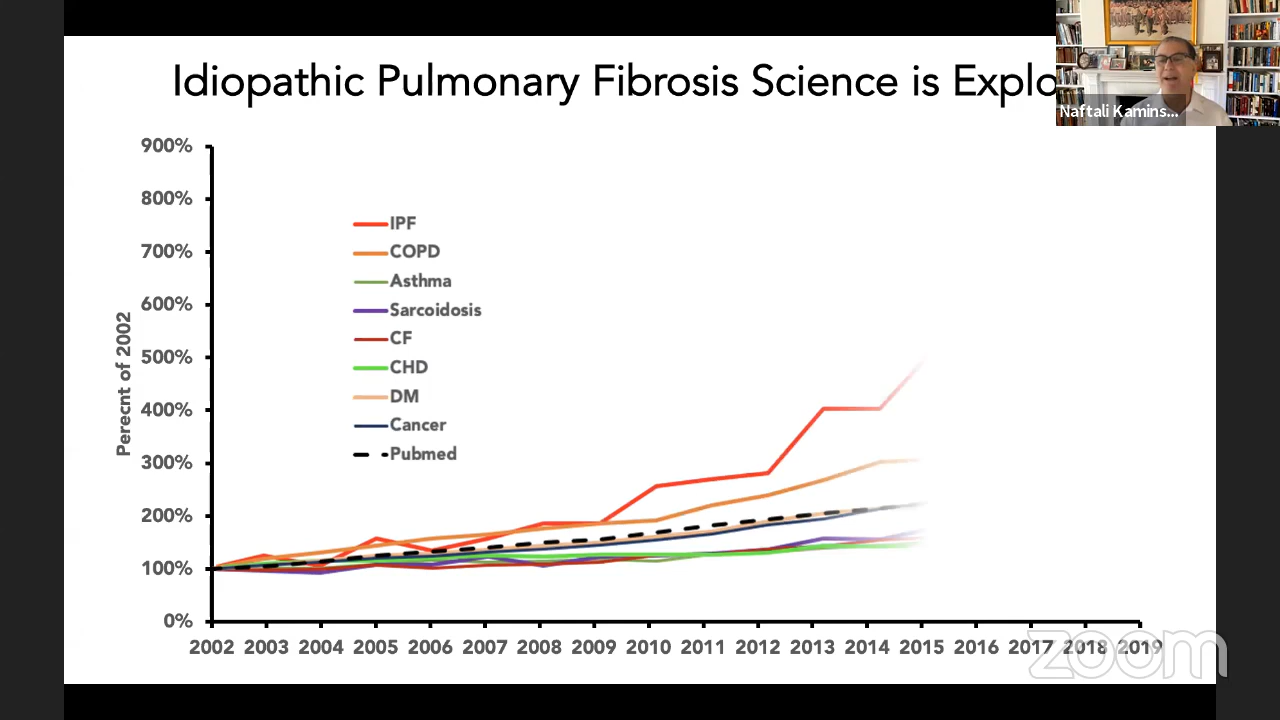 Idiopathic Pulmonary Fibrosis Science is Explo
Naftali Kamins...
900%
800%
700%
600%
500%
400%
300%
200%
100%
0%
Perecnt of 2002
IPF
COPD
Asthma
Sarcoidosis
CF
CHD
DM
Cancer
Pubmed
2002 2003 2004 2005 2006 2007 2008 2009 2010 2011 2012 2013 2014 2015 2016 2017 2018 2019
zoom